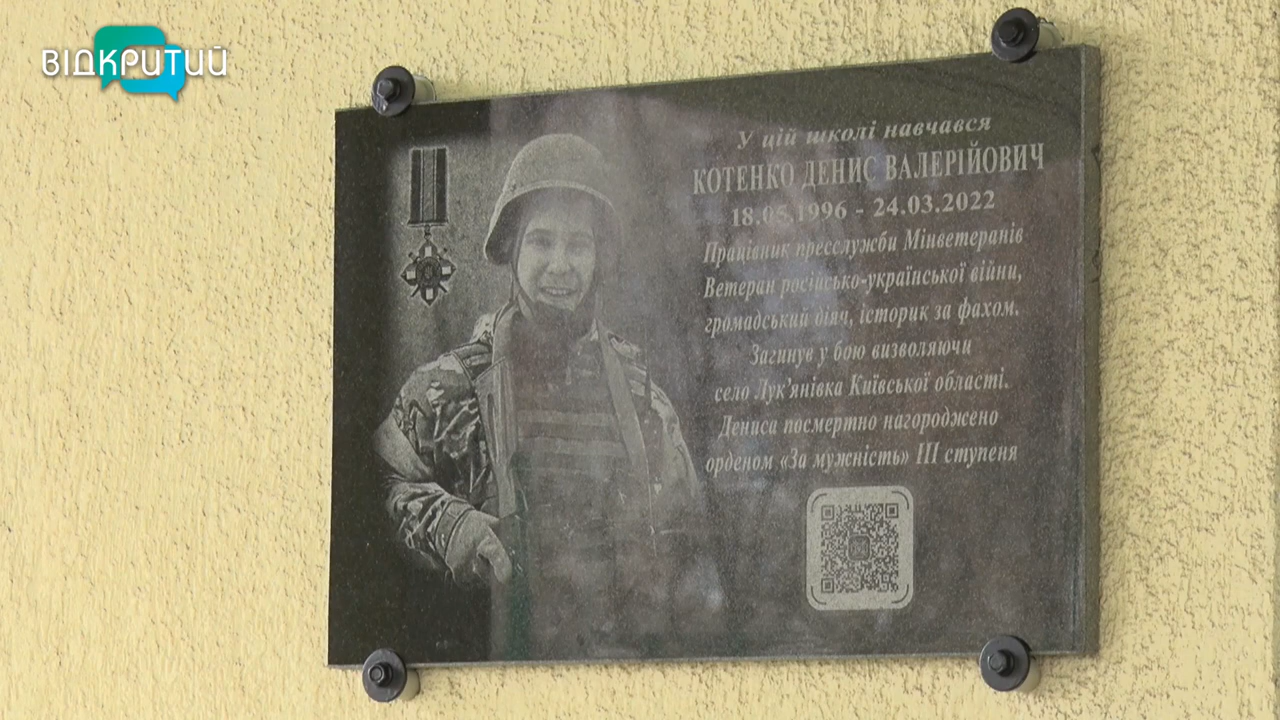 ВІДКРИТИЙ
У цій школі навчався
КОТЕНКО ДЕНИС ВАЛЕРІЙОВИЧ
18.05.1996 - 24.03.2022
Працівник пресслужби Мінветеранів
Ветеран російсько-української війни,
громадський діяч, історик за фахом.
Загинув у бою визволяючи
село Лук'янівка Київської області.
Дениса посмертно нагороджено
орденом «За мужність» ІІІ ступеня